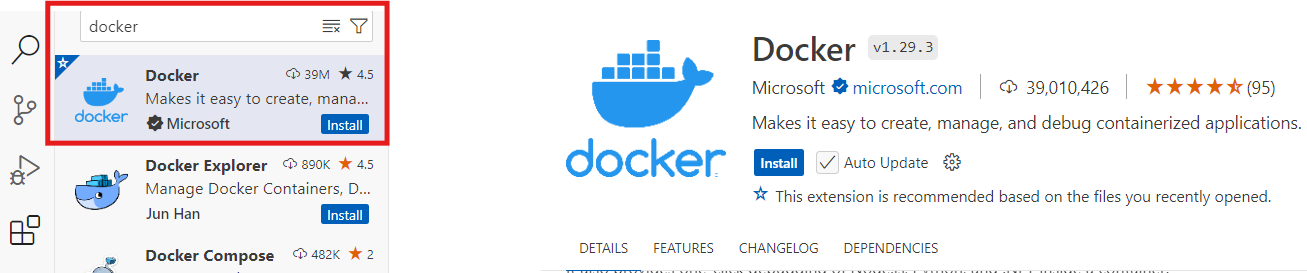 docker
Docker 39M ★ 4.5
Makes it easy to create, mana...
docker
Microsoft Install
Docker Explorer 890K ★ 4.5
Manage Docker Containers, D...
Jun Han Install
Docker Compose 482K ★ 2
docker
Docker v1.29.3
Microsoft microsoft.com 39,010,426 (95)
Makes it easy to create, manage, and debug containerized applications.
Install Auto Update
This extension is recommended based on the files you recently opened.
DETAILS FEATURES CHANGELOG DEPENDENCIES